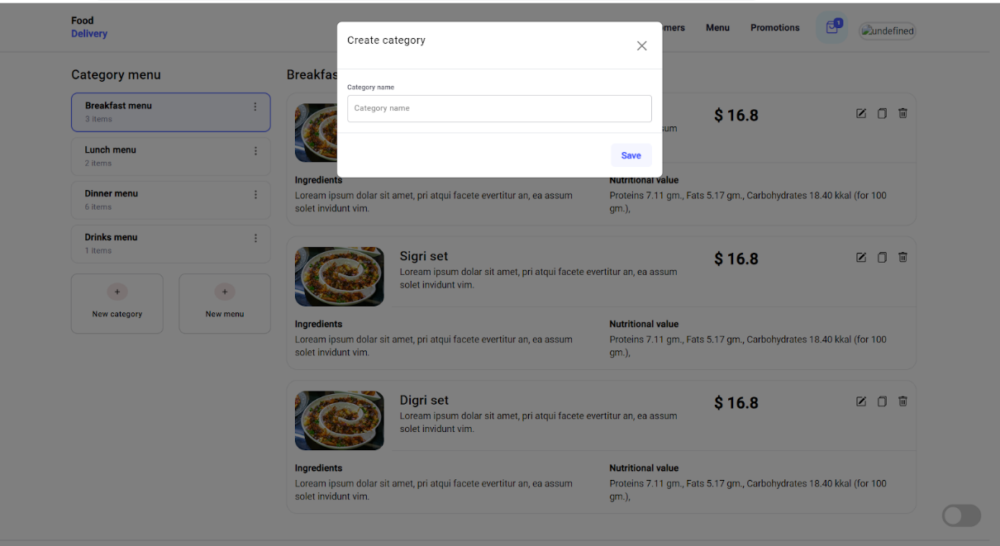 Food
Delivery
mers Menu Promotions 1 undefined
Create category
Category name
Category name
Save
Category menu
Breakfast menu
3 Items
Lunch menu
2 items
Dinner menu
6 items
Drinks menu
1 Items
+
New category
+
New menu
Breakfas
$ 16.8
sum
Ingredients
Loream ipsum dolar sit amet, pri atqui facete evertitur an, ea assum
solet invidunt vim.
Nutritional value
Proteins 7.11 gm., Fats 5.17 gm., Carbohydrates 18.40 kkal (for 100
gm.),
Sigri set
Loream ipsum dolar sit amet, pri atqui facete evertitur an, ea assum
solet invidunt vim.
$ 16.8
Ingredients
Loream ipsum dolar sit amet, pri atqui facete evertitur an, ea assum
solet invidunt vim.
Nutritional value
Proteins 7.11 gm., Fats 5.17 gm., Carbohydrates 18.40 kkal (for 100
gm.),
Digri set
Loream ipsum dolar sit amet, pri atqui facete evertitur an, ea assum
solet invidunt vim.
$ 16.8
Ingredients
Loream ipsum dolar sit amet, pri atqui facete evertitur an, ea assum
solet invidunt vim.
Nutritional value
Proteins 7.11 gm., Fats 5.17 gm., Carbohydrates 18.40 kkal (for 100
gm.),